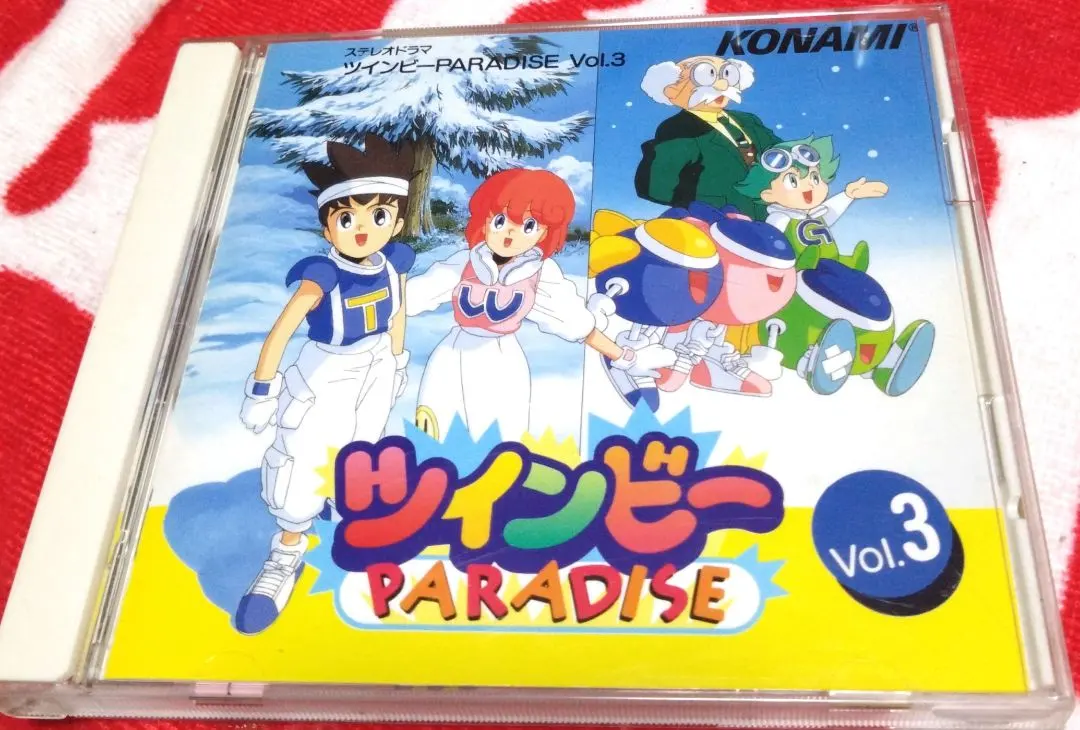 KONAMI®
ステレオドラマ
ツインビーPARADISE Vol.3
T
W
G
ツインビー
PARADISE
Vol.3